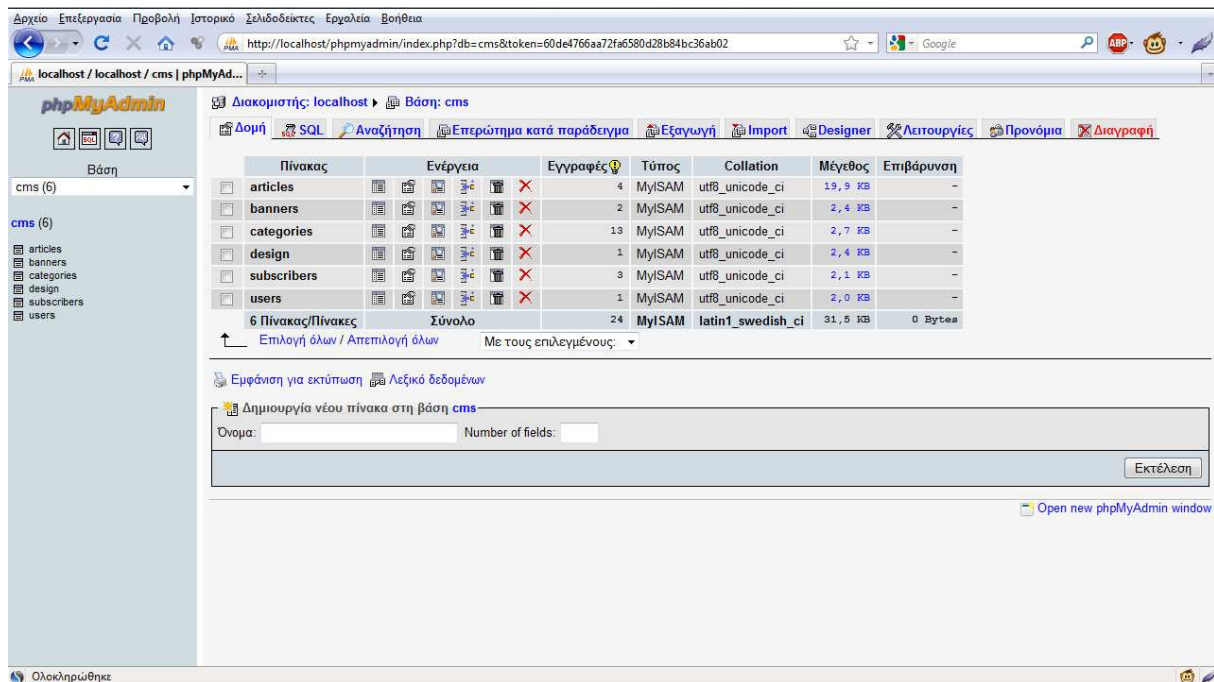 Αρχείο Επεξεργασία Προβολή Ιστορικό Σελιδοδείκτες Εργαλεία Βοήθεια
http://localhost/phpmyadmin/index.php?db=cms&token=60de4766aa72fa6580d28b84bc36ab02 Google ABP
localhost / localhost / cms | phpMyAd...
phpMyAdmin
SQL
Βάση
cms (6)
cms (6)
articles
banners
categories
design
subscribers
users
Διακομιστής: localhost Βάση: cms
Δομή SQL Αναζήτηση Επερώτημα κατά παράδειγμα Εξαγωγή Import Designer Λειτουργίες Προνόμια Διαγραφή
Πίνακας Ενέργεια Εγγραφές Τύπος Collation Μέγεθος Επιβάρυνση
articles 4 MyISAM utf8_unicode_ci 19,9 KB -
banners 2 MyISAM utf8_unicode_ci 2,4 KB -
categories 13 MyISAM utf8_unicode_ci 2,7 KB -
design 1 MyISAM utf8_unicode_ci 2,4 KB -
subscribers 3 MyISAM utf8_unicode_ci 2,1 KB -
users 1 MyISAM utf8_unicode_ci 2,0 KB -
6 Πίνακας/Πίνακες Σύνολο 24 MyISAM latin1_swedish_ci 31,5 KB 0 Bytes
Επιλογή όλων / Απεπιλογή όλων Με τους επιλεγμένους:
Εμφάνιση για εκτύπωση Λεξικό δεδομένων
Δημιουργία νέου πίνακα στη βάση cms
Όνομα: Number of fields:
Εκτέλεση
Open new phpMyAdmin window
Ολοκληρώθηκε